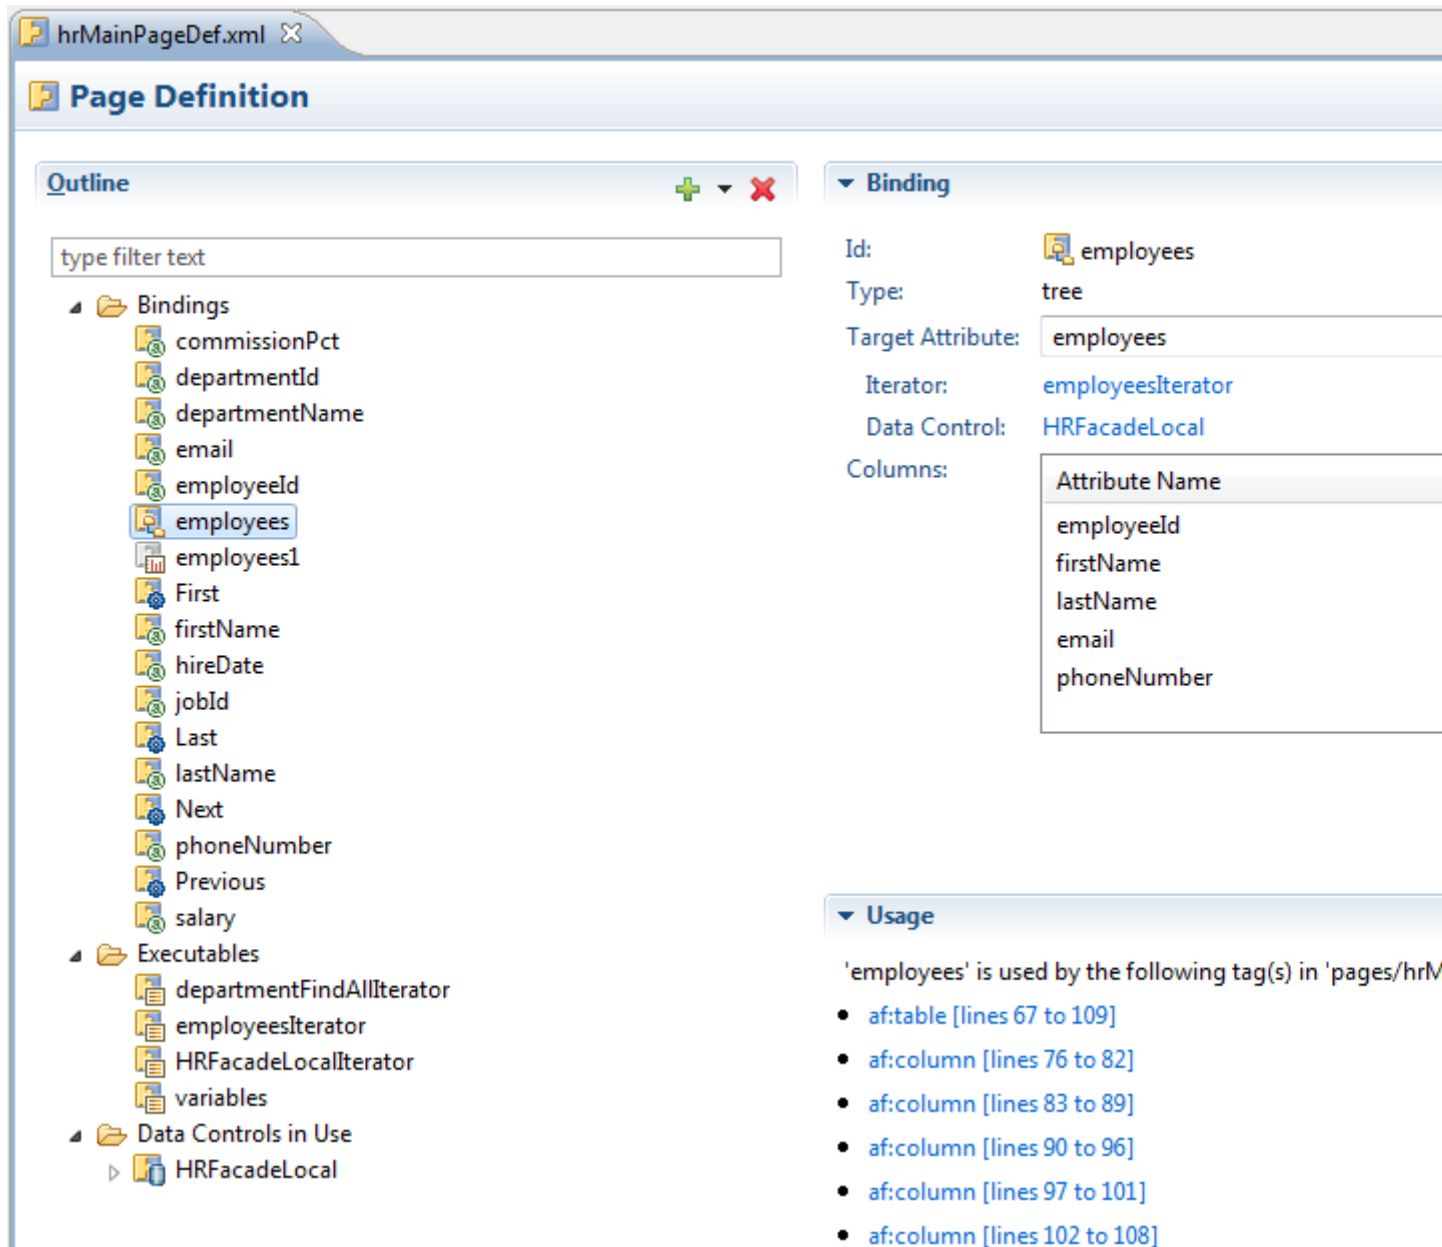 hrMainPageDef.xml
Page Definition
Outline
type filter text
Bindings
commissionPct
departmentId
departmentName
email
employeeId
employees
employees1
First
firstName
hireDate
jobId
Last
lastName
Next
phoneNumber
Previous
salary
Executables
departmentFindAllIterator
employeesIterator
HRFacadeLocalIterator
variables
Data Controls in Use
HRFacadeLocal
Binding
Id: employees
Type: tree
Target Attribute: employees
Iterator: employeesIterator
Data Control: HRFacadeLocal
Columns:
Attribute Name
employeeId
firstName
lastName
email
phoneNumber
Usage
'employees' is used by the following tag(s) in 'pages/hrM
af:table [lines 67 to 109]
af:column [lines 76 to 82]
af:column [lines 83 to 89]
af:column [lines 90 to 96]
af:column [lines 97 to 101]
af:column [lines 102 to 108]